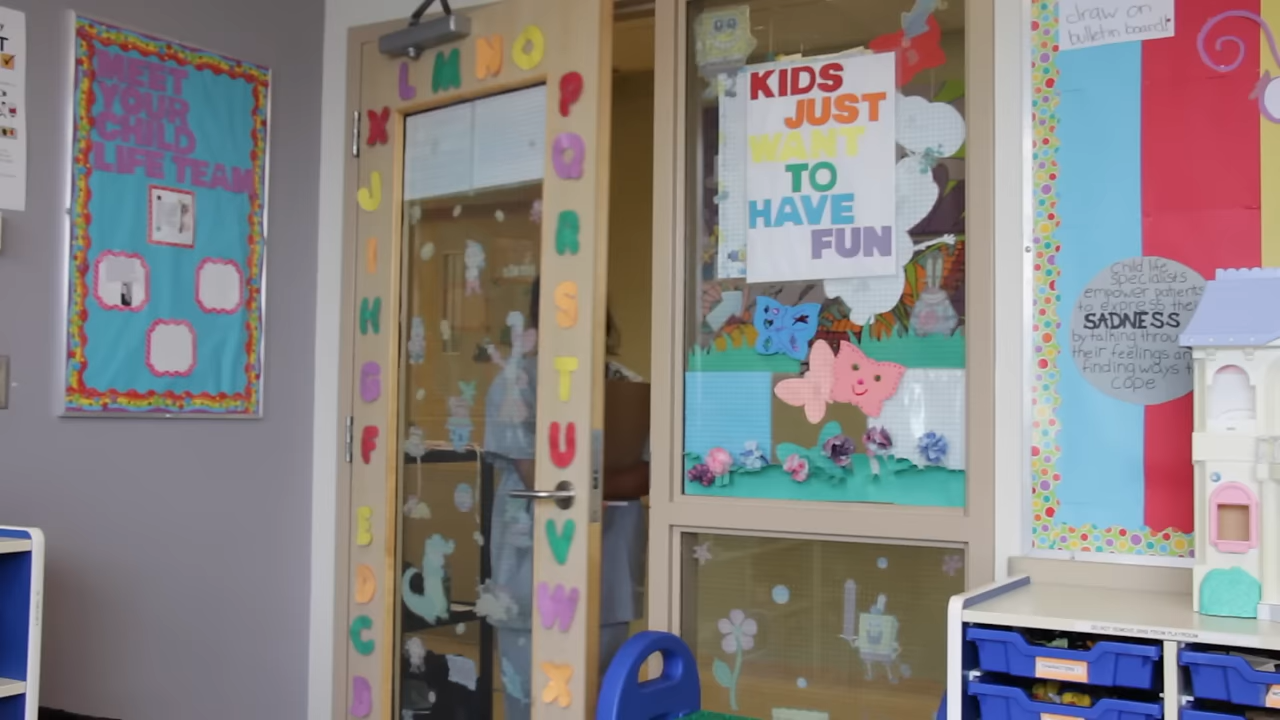 MEET
YOUR
CHILD
LIFE TEAM
L M N O
X
J
I
H
G
F
E
D
C
B
P
Q
R
S
T
U
V
W
X
KIDS
JUST
WANT
TO
HAVE
FUN
draw on
bulletin board!
Child life
specialists
empower patients
to express their
SADNESS
by talking through
their feelings and
finding ways to
cope